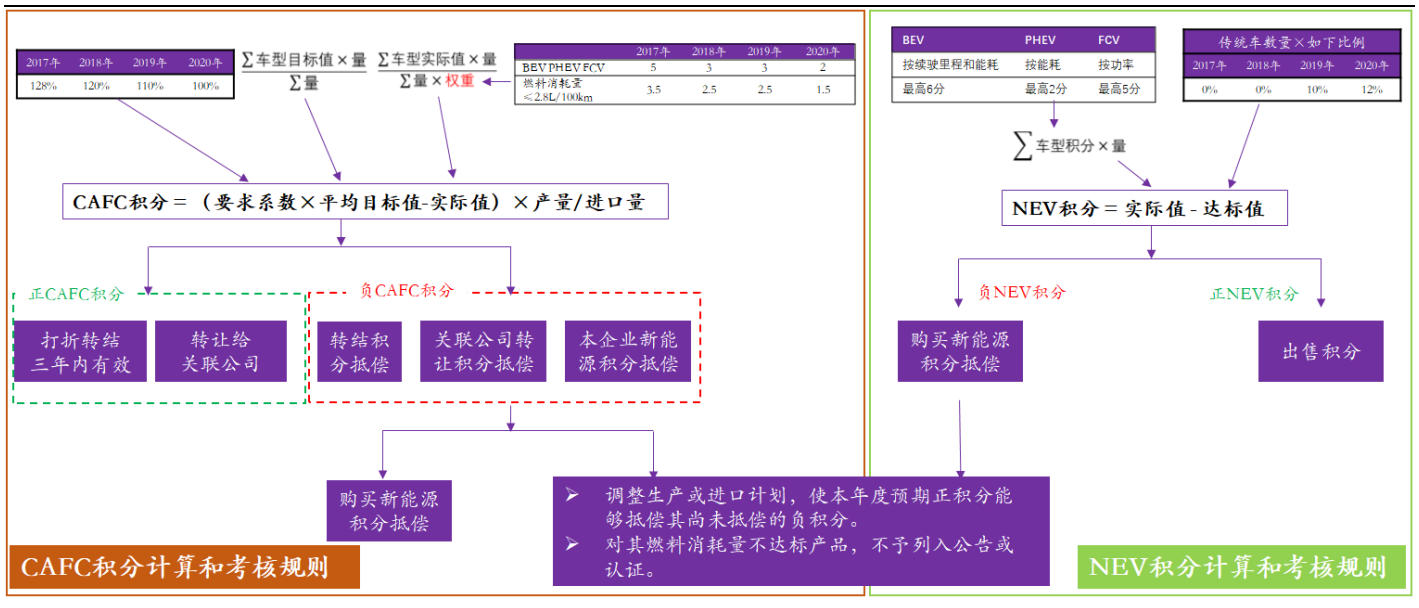 2017年 2018年 2019年 2020年
128% 120% 110% 100%
∑车型目标值×量
∑量
∑车型实际值×量
∑量×权重
2017年 2018年 2019年 2020年
BEV PHEV FCV 5 3 3 2
燃料消耗量
≤2.8L/100km 3.5 2.5 2.5 1.5
CAFC积分＝（要求系数×平均目标值-实际值）×产量/进口量
正CAFC积分
打折转结
三年内有效
转让给
关联公司
负CAFC积分
转结积
分抵偿
关联公司转
让积分抵偿
本企业新能
源积分抵偿
购买新能源
积分抵偿
➢ 调整生产或进口计划，使本年度预期正积分能
够抵偿其尚未抵偿的负积分。
➢ 对其燃料消耗量不达标产品，不予列入公告或
认证。
CAFC积分计算和考核规则
BEV PHEV FCV
按续驶里程和能耗 按能耗 按功率
最高6分 最高2分 最高5分
传统车数量×如下比例
2017年 2018年 2019年 2020年
0% 0% 10% 12%
∑车型积分×量
NEV积分＝实际值-达标值
负NEV积分
购买新能源
积分抵偿
正NEV积分
出售积分
NEV积分计算和考核规则